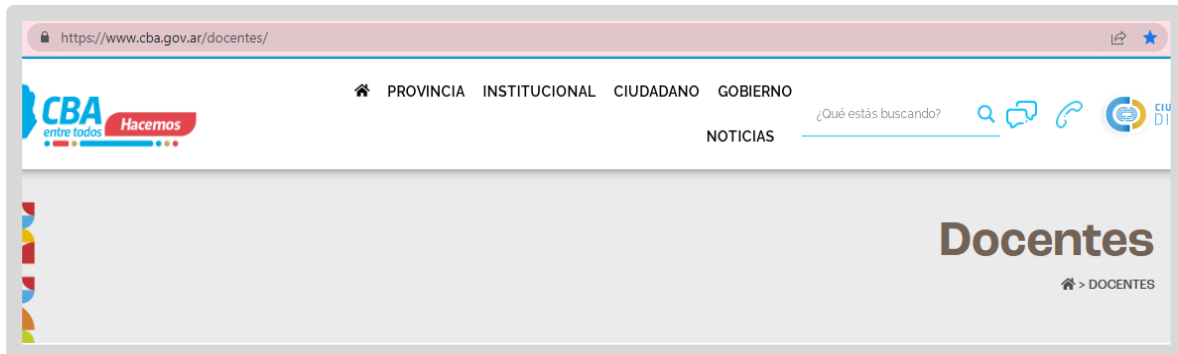 https://www.cba.gov.ar/docentes/
CBA
entre todos
Hacemos
PROVINCIA INSTITUCIONAL CIUDADANO GOBIERNO
NOTICIAS
¿Qué estás buscando?
Docentes
> DOCENTES